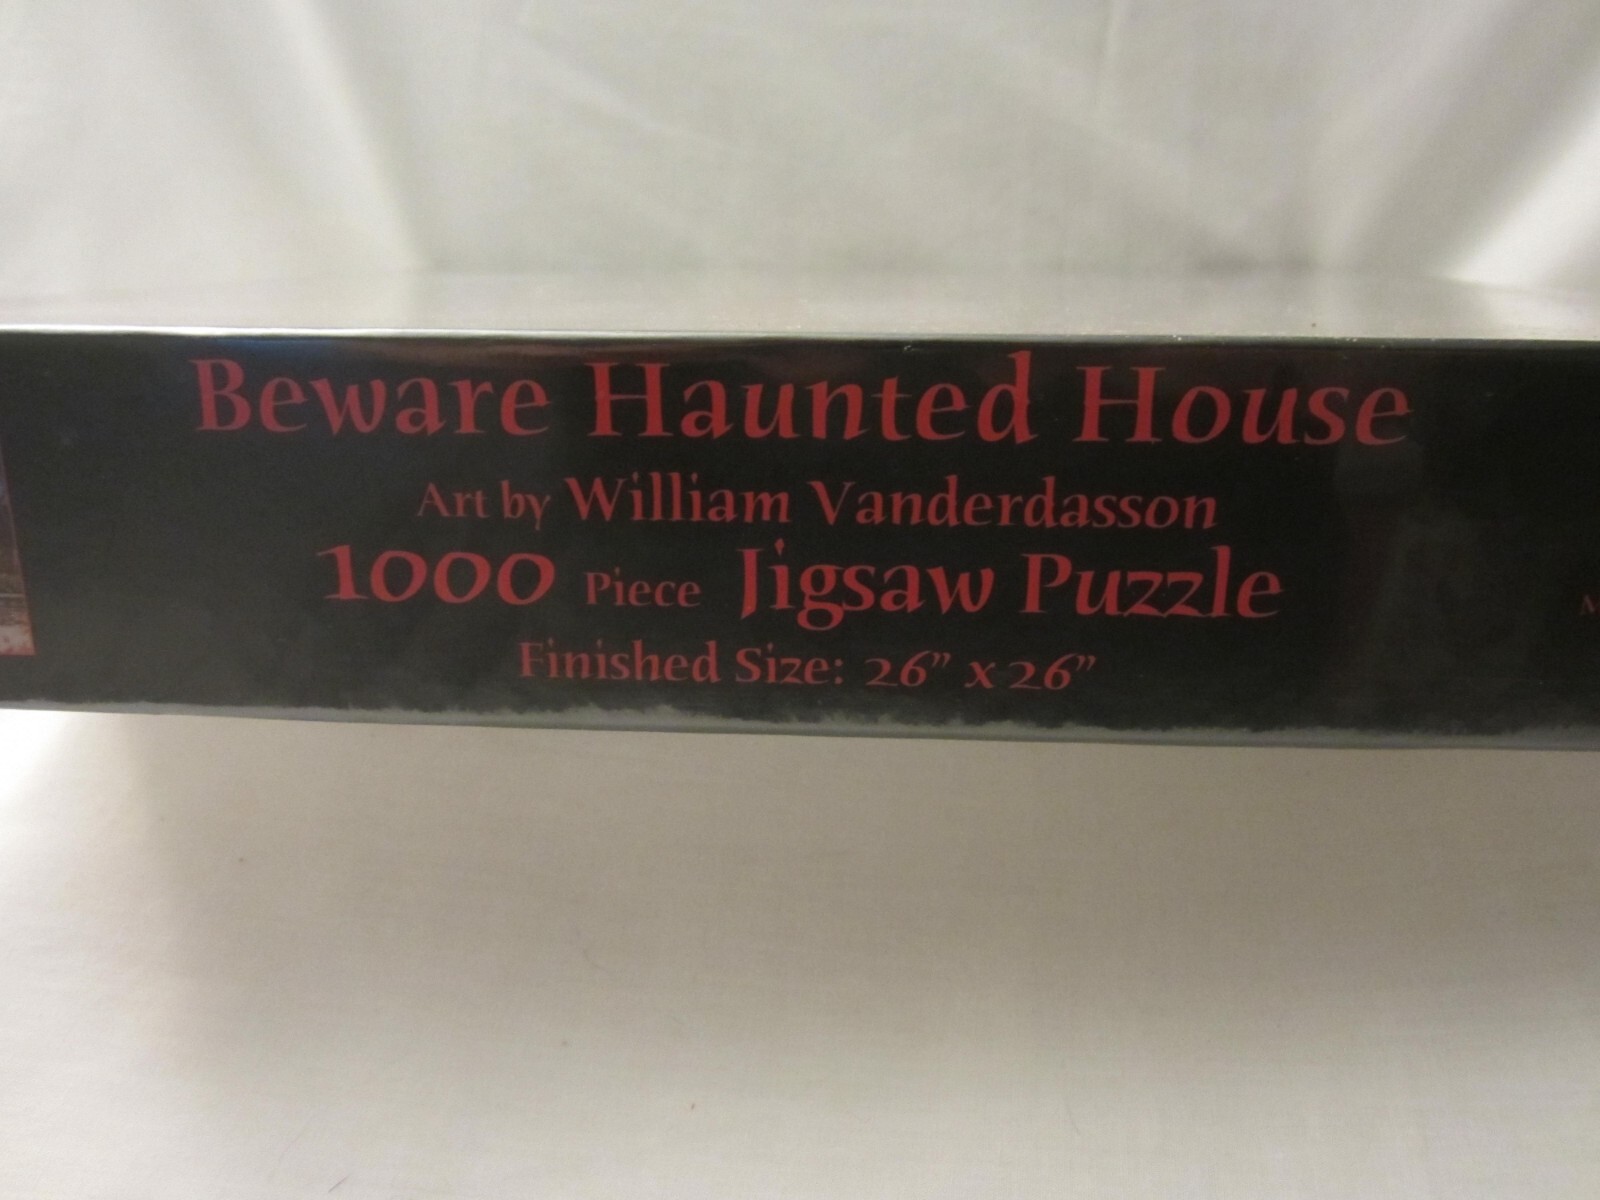 Beware Haunted House
Art by William Vanderdasson
1000 Piece Jigsaw Puzzle
Finished Size: 26” x 26”